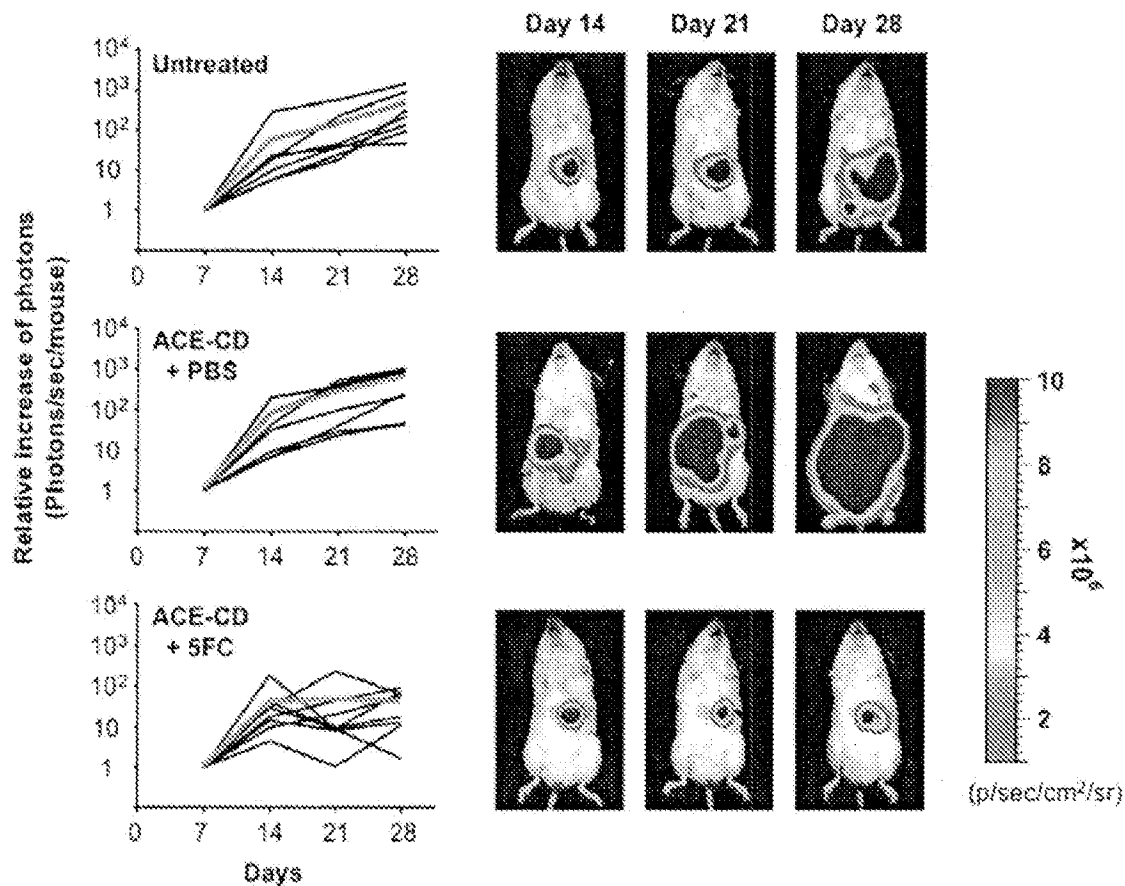 Day 14 Day 21 Day 28
Relative increase of photons
(Photons/sec/mouse)
10⁴
10³
10²
10
1
Untreated
0 7 14 21 28
10⁴
10³
10²
10
1
ACE-CD
+ PBS
0 7 14 21 28
10⁴
10³
10²
10
1
ACE-CD
+ 5FC
0 7 14 21 28
Days
10
8
6
4
2
x10⁶
(p/sec/cm²/sr)